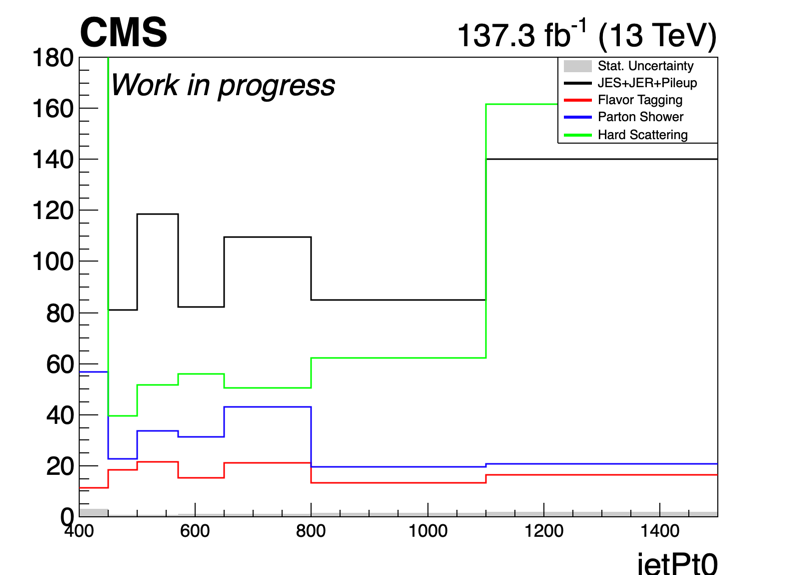 CMS 137.3 fb-1 (13 TeV)
Work in progress
Stat. Uncertainty
JES+JER+Pileup
Flavor Tagging
Parton Shower
Hard Scattering
180
160
140
120
100
80
60
40
20
0
400 600 800 1000 1200 1400
jetPt0